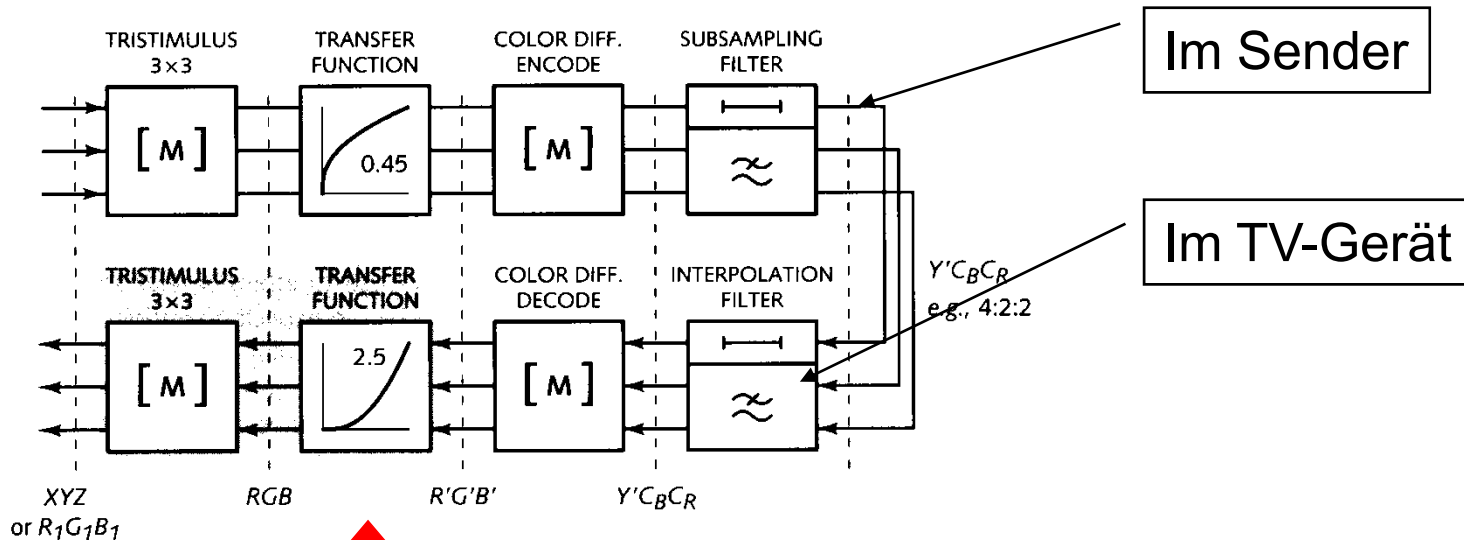 TRISTIMULUS
3×3
TRANSFER
FUNCTION
COLOR DIFF.
ENCODE
SUBSAMPLING
FILTER
Im Sender
[ M ]
0.45
[ M ]
Im TV-Gerät
TRISTIMULUS
3×3
TRANSFER
FUNCTION
COLOR DIFF.
DECODE
INTERPOLATION
FILTER
Y'CBCR
e.g., 4:2:2
[ M ]
2.5
[ M ]
XYZ
or R1G1B1
RGB
R'G'B'
Y'CBCR